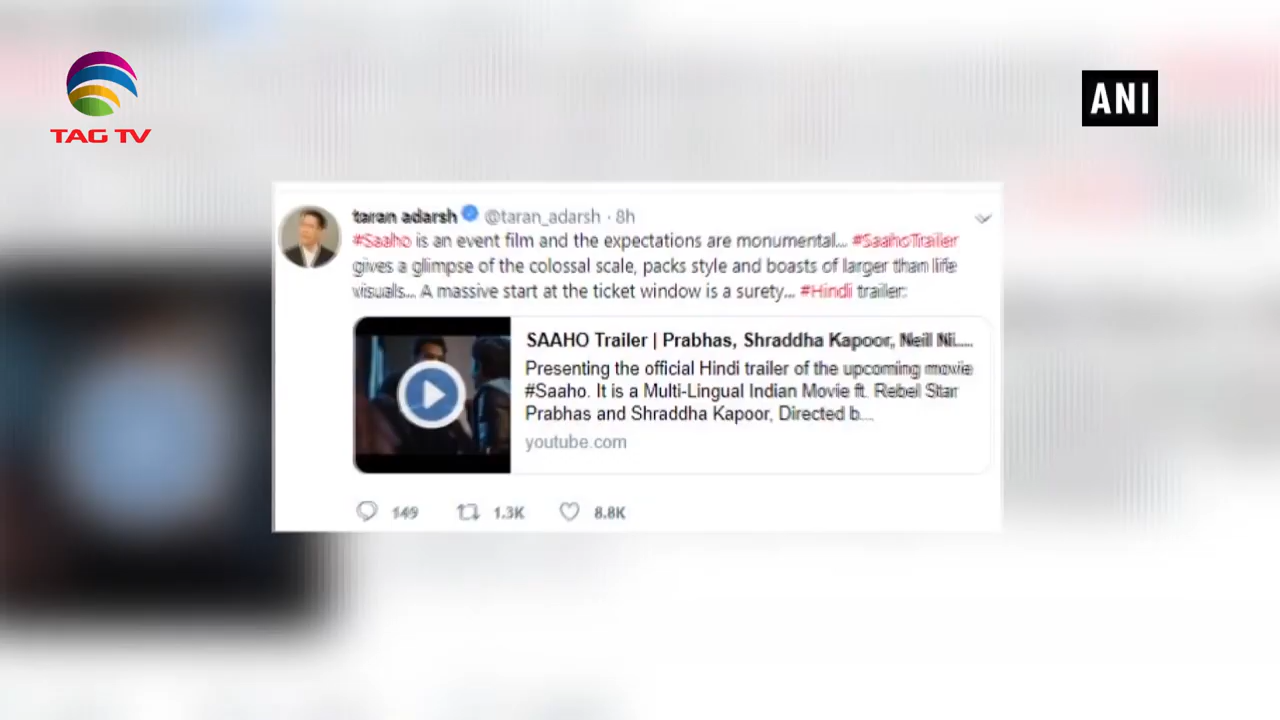 TAG TV
ANI
taran adarsh @taran_adarsh · 8h
#Saaho is an event film and the expectations are monumental... #SaahoTrailer
gives a glimpse of the colossal scale, packs style and boasts of larger than life
visuals... A massive start at the ticket window is a surety... #Hindi trailer:
SAAHO Trailer | Prabhas, Shraddha Kapoor, Neil Ni....
Presenting the official Hindi trailer of the upcoming movie
#Saaho. It is a Multi-Lingual Indian Movie ft. Rebel Star
Prabhas and Shraddha Kapoor, Directed b...
youtube.com
149 1.3K 8.8K